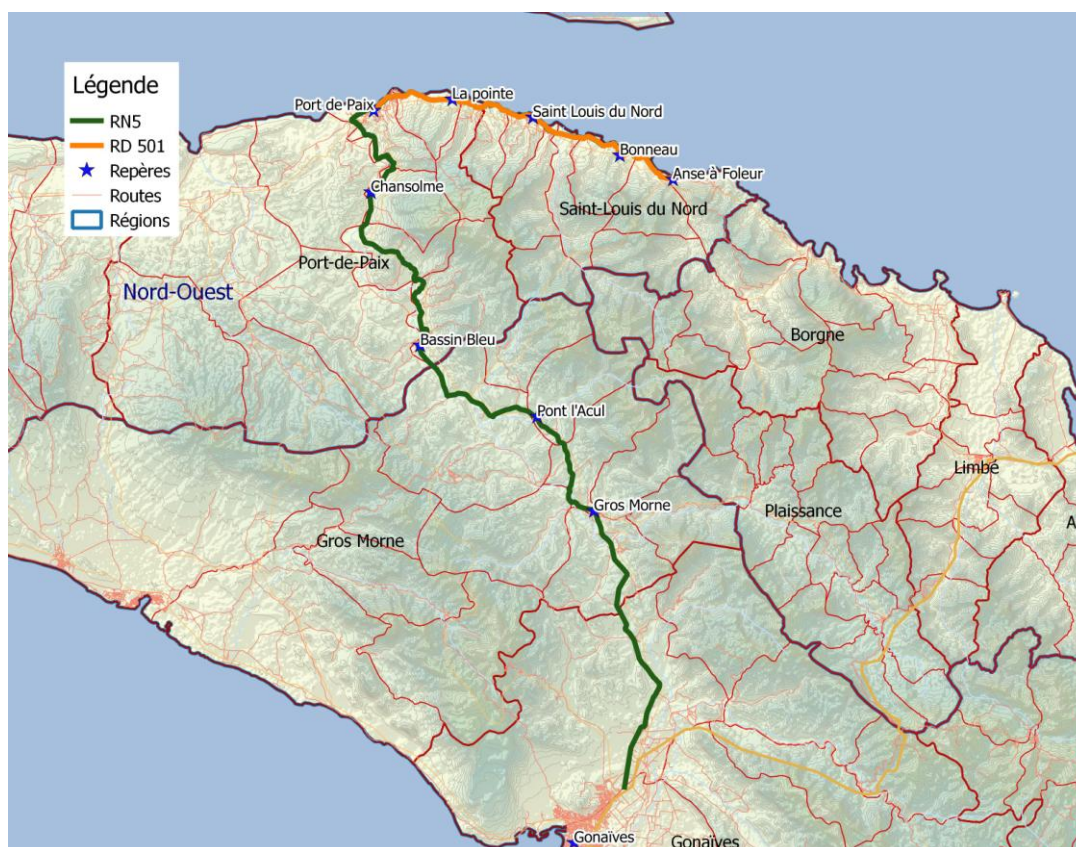 Légende
RN5
RD 501
Repères
Routes
Régions
Port de Paix
La pointe
Saint Louis du Nord
Bonneau
Anse à Foleur
Chansolme
Saint-Louis du Nord
Port-de-Paix
Nord-Ouest
Borgne
Bassin Bleu
Pont l'Acul
Limbé
Gros Morne
Plaissance
A
Gros Morne
Gonaïves
Gonaïves